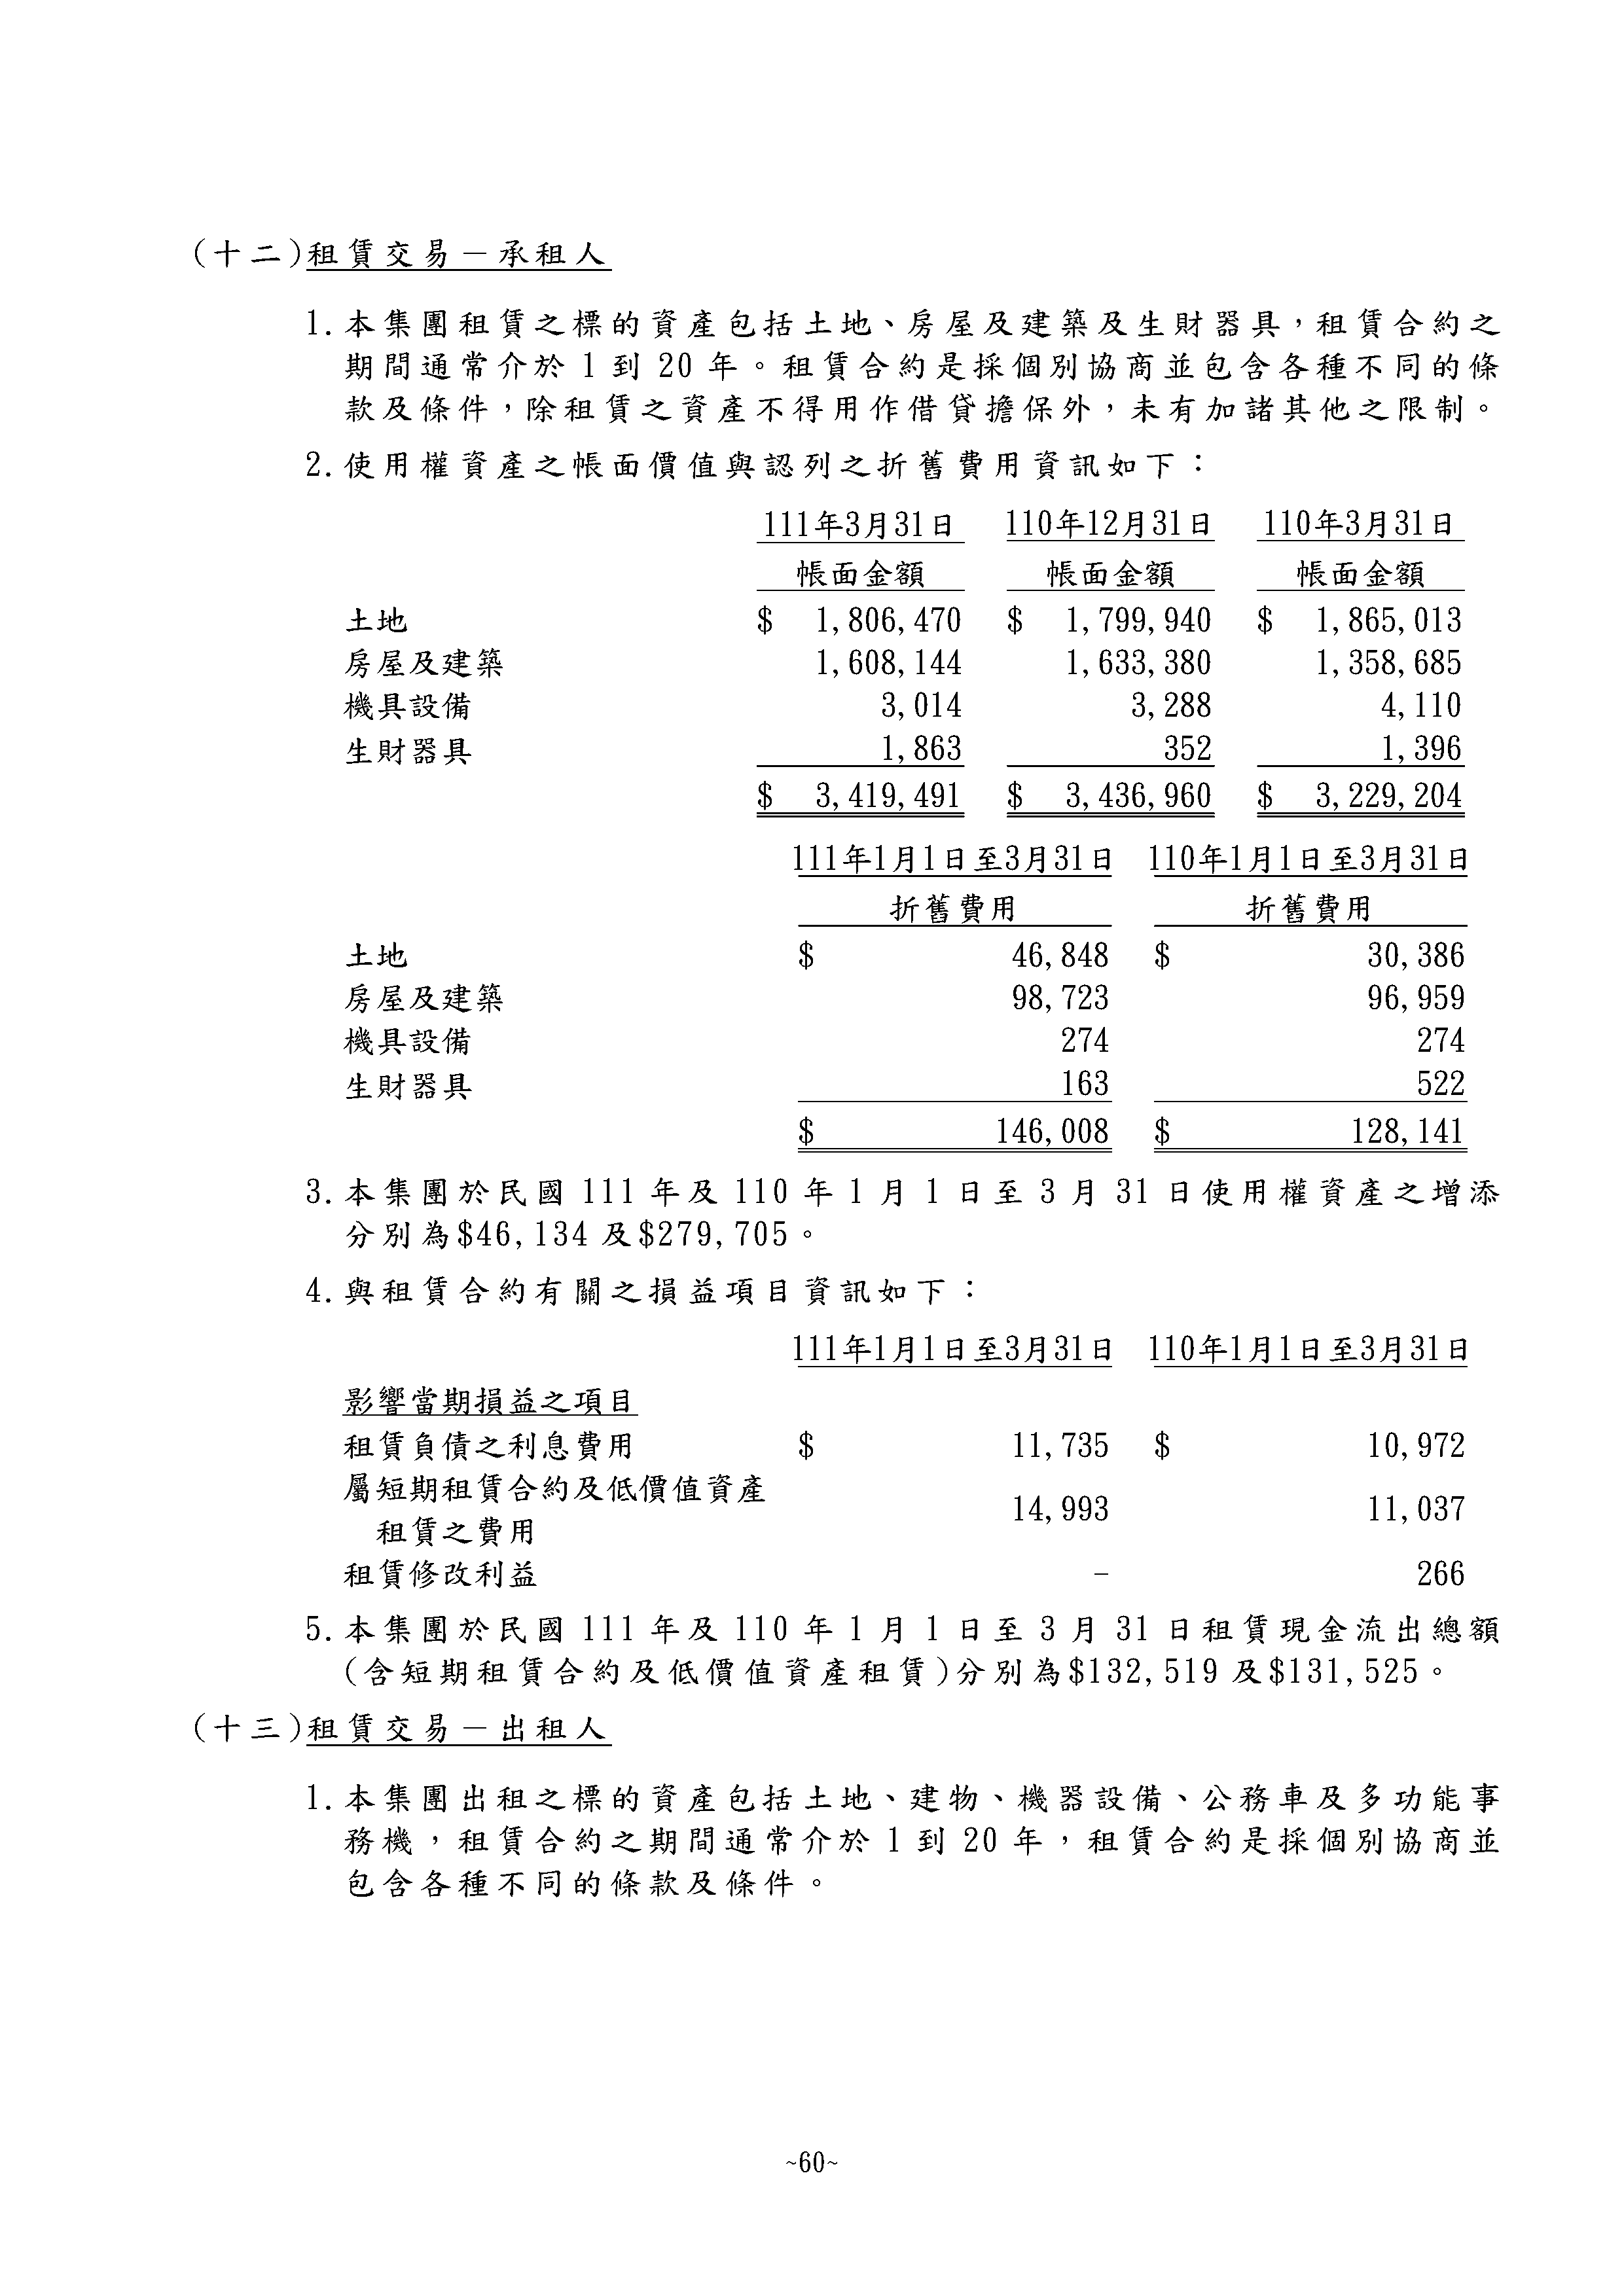 (十二)租賃交易－承租人
1.本集團租賃之標的資產包括土地、房屋及建築及生財器具，租賃合約之
期間通常介於 1 到 20 年。租賃合約是採個別協商並包含各種不同的條
款及條件，除租賃之資產不得用作借貸擔保外，未有加諸其他之限制。
2.使用權資產之帳面價值與認列之折舊費用資訊如下：
111年3月31日 110年12月31日 110年3月31日
帳面金額 帳面金額 帳面金額
土地 $ 1,806,470 $ 1,799,940 $ 1,865,013
房屋及建築 1,608,144 1,633,380 1,358,685
機具設備 3,014 3,288 4,110
生財器具 1,863 352 1,396
$ 3,419,491 $ 3,436,960 $ 3,229,204
111年1月1日至3月31日 110年1月1日至3月31日
折舊費用 折舊費用
土地 $ 46,848 $ 30,386
房屋及建築 98,723 96,959
機具設備 274 274
生財器具 163 522
$ 146,008 $ 128,141
3.本集團於民國 111 年及 110 年 1 月 1 日至 3 月 31 日使用權資產之增添
分別為$46,134 及$279,705。
4.與租賃合約有關之損益項目資訊如下：
111年1月1日至3月31日 110年1月1日至3月31日
影響當期損益之項目
租賃負債之利息費用 $ 11,735 $ 10,972
屬短期租賃合約及低價值資產
租賃之費用 14,993 11,037
租賃修改利益 - 266
5.本集團於民國 111 年及 110 年 1 月 1 日至 3 月 31 日租賃現金流出總額
(含短期租賃合約及低價值資產租賃)分別為$132,519 及$131,525。
(十三)租賃交易－出租人
1.本集團出租之標的資產包括土地、建物、機器設備、公務車及多功能事
務機，租賃合約之期間通常介於 1 到 20 年，租賃合約是採個別協商並
包含各種不同的條款及條件。
~60~